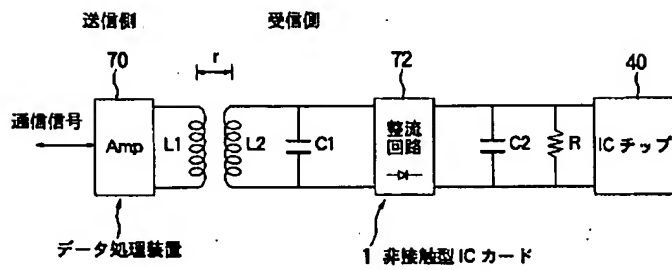 送信側
受信側
70
r
72
40
通信信号
Amp
L1
L2
C1
整流
回路
C2
R
ICチップ
データ処理装置
1 非接触型ICカード